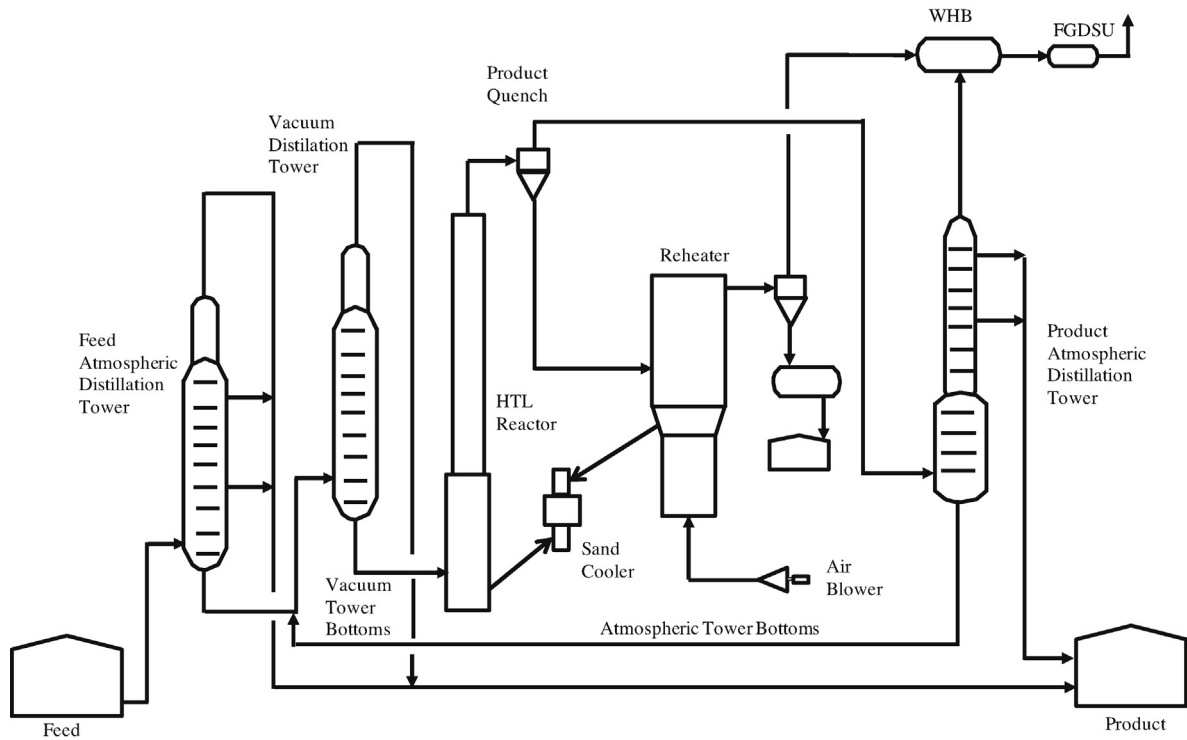 WHB
FGDSU
Product
Quench
Vacuum
Distilation
Tower
Reheater
Feed
Atmospheric
Distillation
Tower
Product
Atmospheric
Distillation
Tower
HTL
Reactor
Sand
Cooler
Air
Blower
Vacuum
Tower
Bottoms
Atmospheric Tower Bottoms
Feed
Product